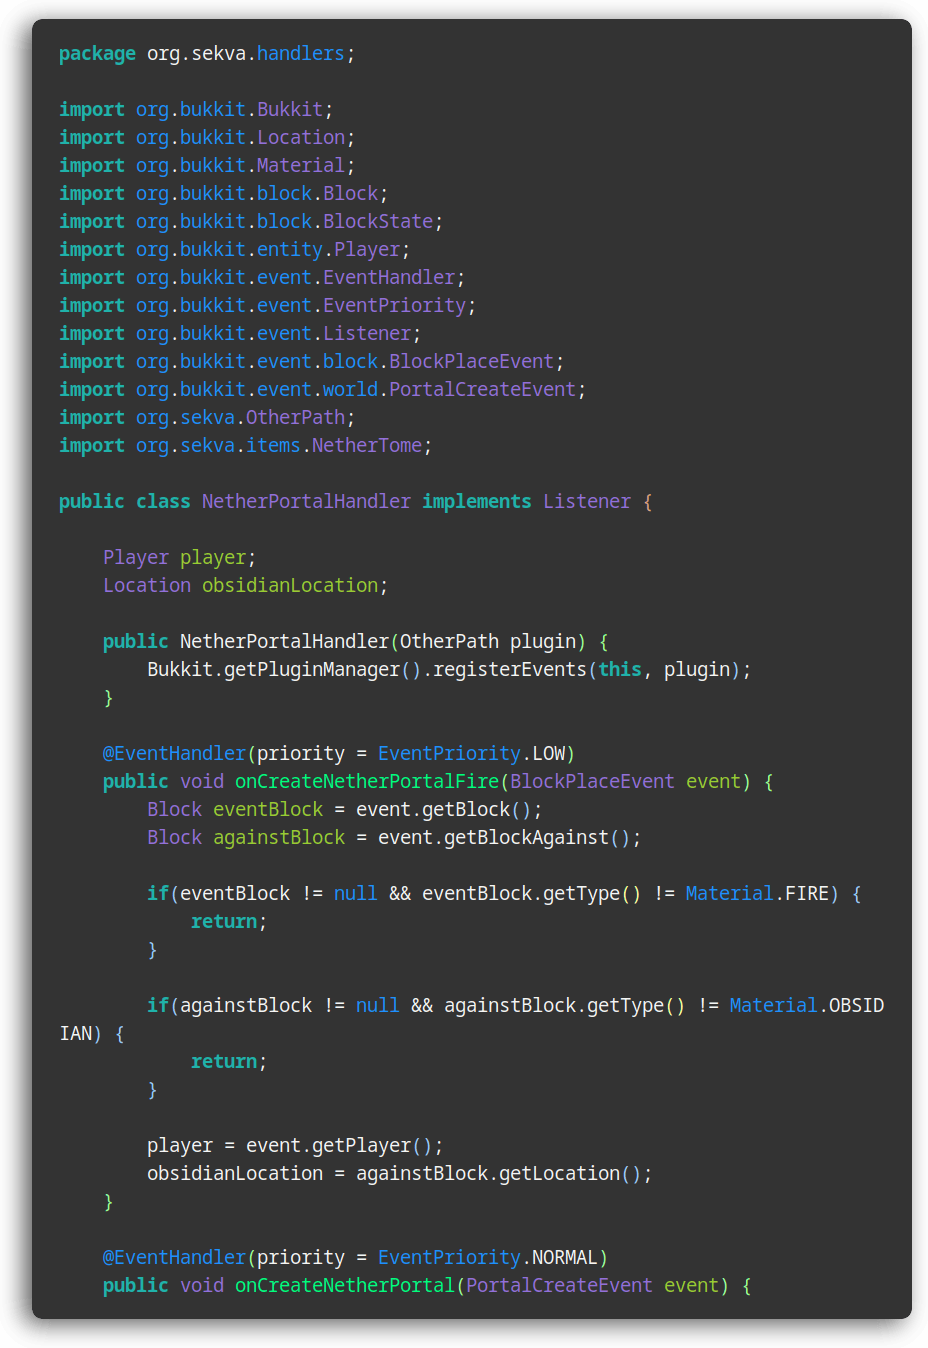 package org.sekva.handlers;
import org.bukkit.Bukkit;
import org.bukkit.Location;
import org.bukkit.Material;
import org.bukkit.block.Block;
import org.bukkit.block.BlockState;
import org.bukkit.entity.Player;
import org.bukkit.event.EventHandler;
import org.bukkit.event.EventPriority;
import org.bukkit.event.Listener;
import org.bukkit.event.block.BlockPlaceEvent;
import org.bukkit.event.world.PortalCreateEvent;
import org.sekva.OtherPath;
import org.sekva.items.NetherTome;
public class NetherPortalHandler implements Listener {
    Player player;
    Location obsidianLocation;
    public NetherPortalHandler(OtherPath plugin) {
        Bukkit.getPluginManager().registerEvents(this, plugin);
    }
    @EventHandler(priority = EventPriority.LOW)
    public void onCreateNetherPortalFire(BlockPlaceEvent event) {
        Block eventBlock = event.getBlock();
        Block againstBlock = event.getBlockAgainst();
        if(eventBlock != null && eventBlock.getType() != Material.FIRE) {
            return;
        }
        if(againstBlock != null && againstBlock.getType() != Material.OBSID
IAN) {
            return;
        }
        player = event.getPlayer();
        obsidianLocation = againstBlock.getLocation();
    }
    @EventHandler(priority = EventPriority.NORMAL)
    public void onCreateNetherPortal(PortalCreateEvent event) {